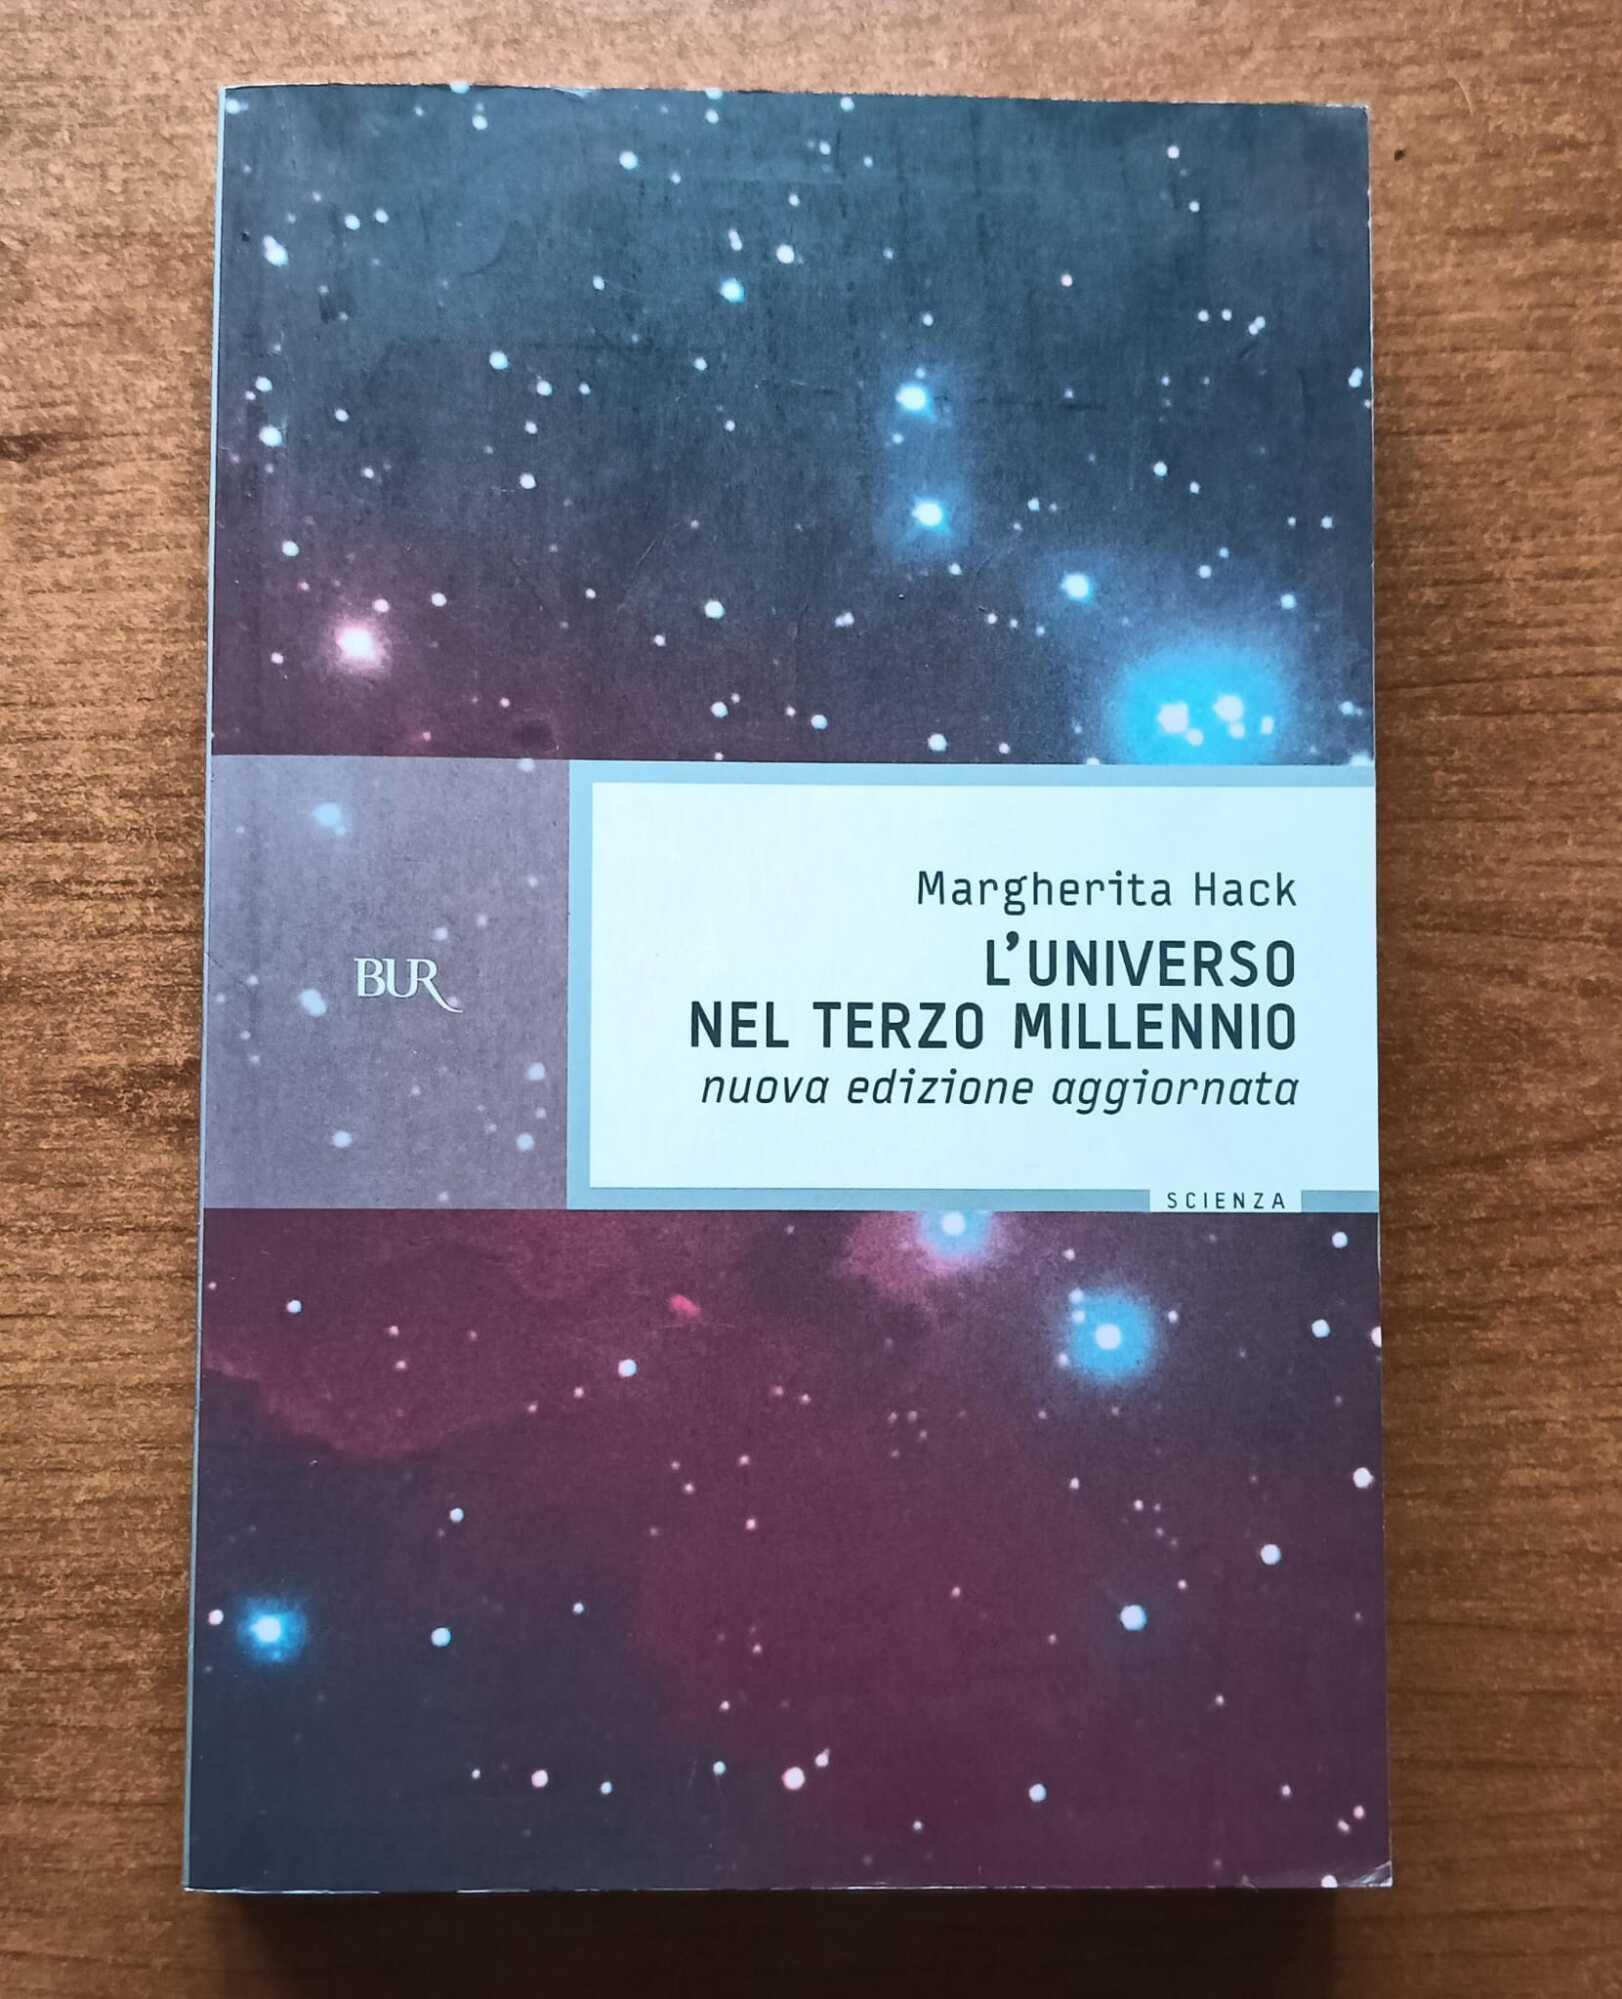 Margherita Hack
L'UNIVERSO
NEL TERZO MILLENNIO
nuova edizione aggiornata
BUR
SCIENZA